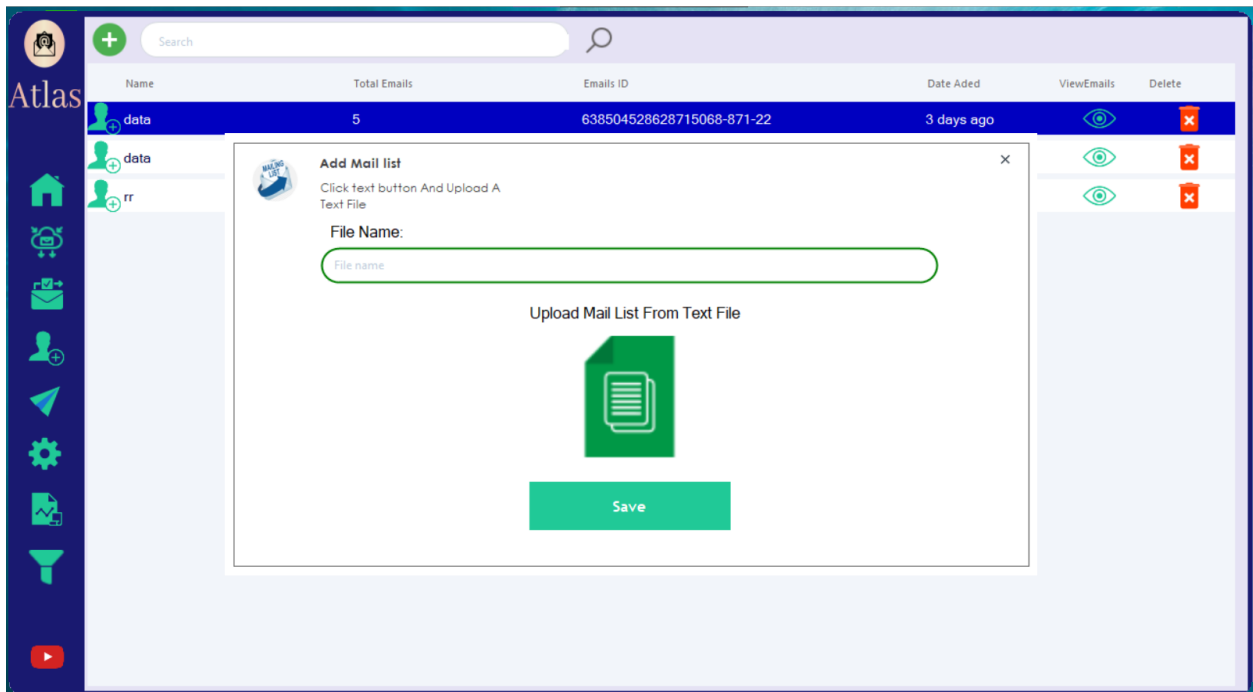 Search
Atlas
Name Total Emails Emails ID Date Aded ViewEmails Delete
data 5 638504528628715068-871-22 3 days ago
data
rr
MAILING LIST
Add Mail list
Click text button And Upload A
Text File
File Name:
File name
Upload Mail List From Text File
Save